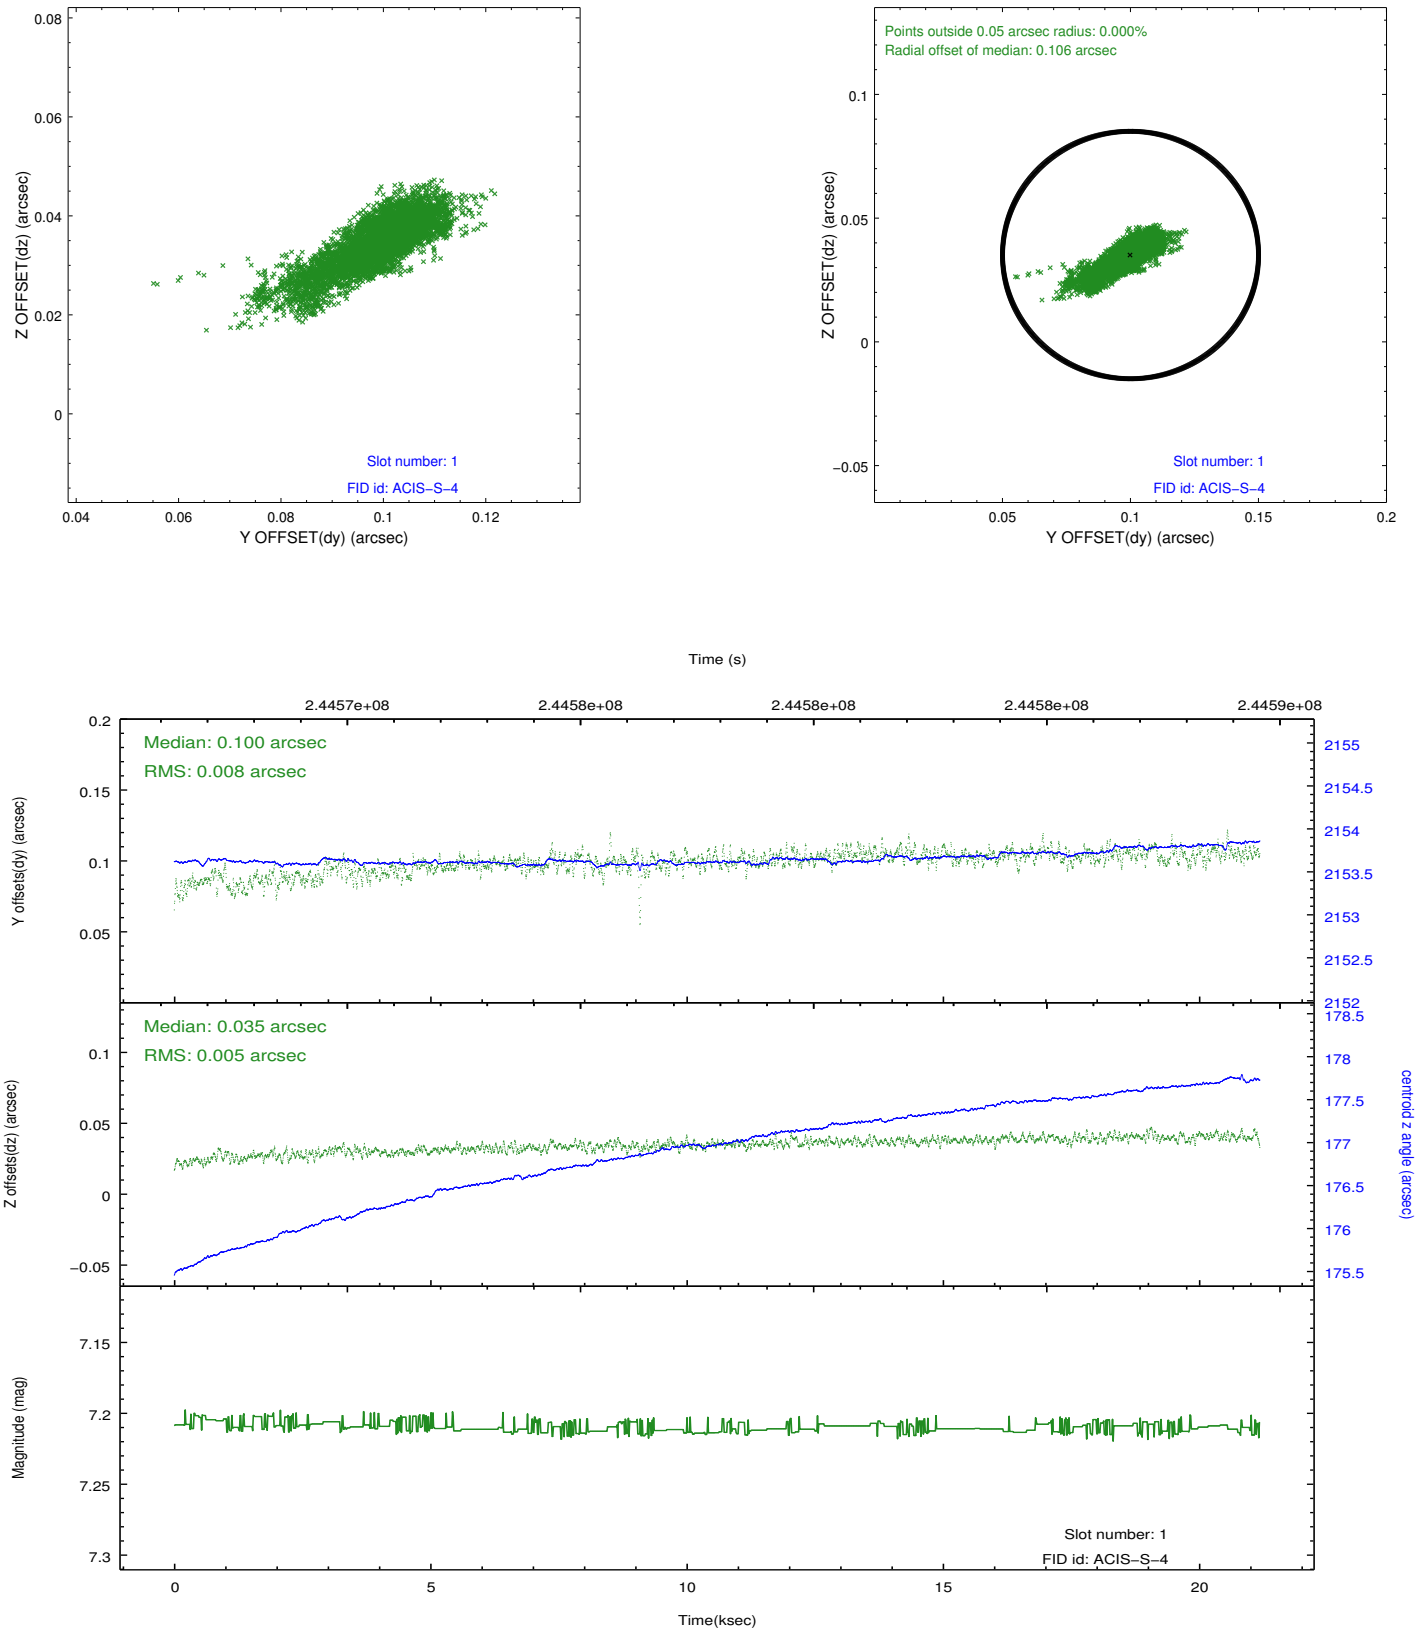 0.08
0.06
0.04
0.02
0
Z OFFSET(dz) (arcsec)
Slot number: 1
FID id: ACIS−S−4
0.04 0.06 0.08 0.1 0.12
Y OFFSET(dy) (arcsec)
Points outside 0.05 arcsec radius: 0.000%
Radial offset of median: 0.106 arcsec
0.1
0.05
0
−0.05
Z OFFSET(dz) (arcsec)
Slot number: 1
FID id: ACIS−S−4
0.05 0.1 0.15 0.2
Y OFFSET(dy) (arcsec)
Time (s)
2.4457e+08 2.4458e+08 2.4458e+08 2.4458e+08 2.4459e+08
Median: 0.100 arcsec
RMS: 0.008 arcsec
0.2
0.15
0.1
0.05
Y offsets(dy) (arcsec)
2155
2154.5
2154
2153.5
2153
2152.5
2152
Median: 0.035 arcsec
RMS: 0.005 arcsec
0.1
0.05
0
−0.05
Z offsets(dz) (arcsec)
178.5
178
177.5
177
176.5
176
175.5
centroid z angle (arcsec)
7.15
7.2
7.25
7.3
Magnitude (mag)
Slot number: 1
FID id: ACIS−S−4
0 5 10 15 20
Time(ksec)